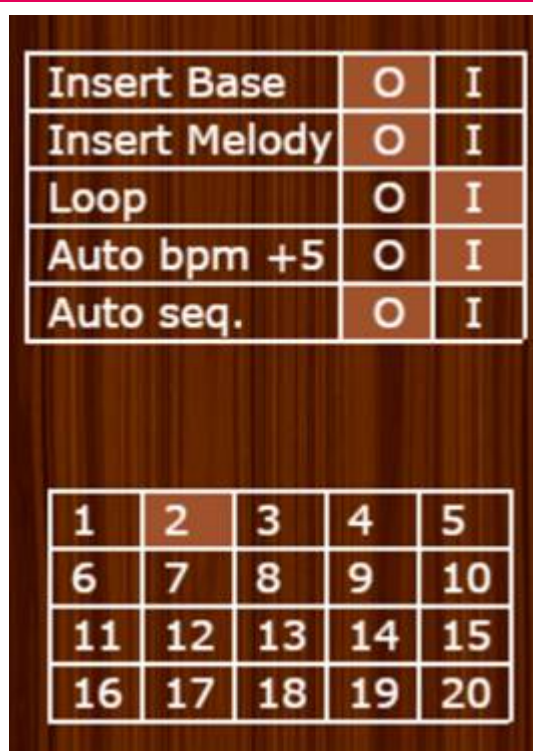 Insert Base O I
Insert Melody O I
Loop O I
Auto bpm +5 O I
Auto seq. O I
1 2 3 4 5
6 7 8 9 10
11 12 13 14 15
16 17 18 19 20